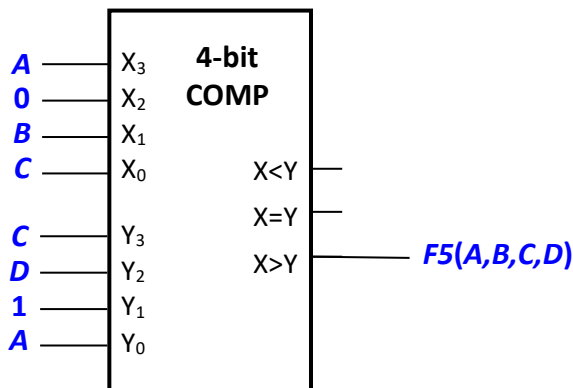 4-bit
COMP
A X₃
0 X₂
B X₁
C X₀
X<Y
X=Y
C Y₃
D Y₂
X>Y F5(A,B,C,D)
1 Y₁
A Y₀